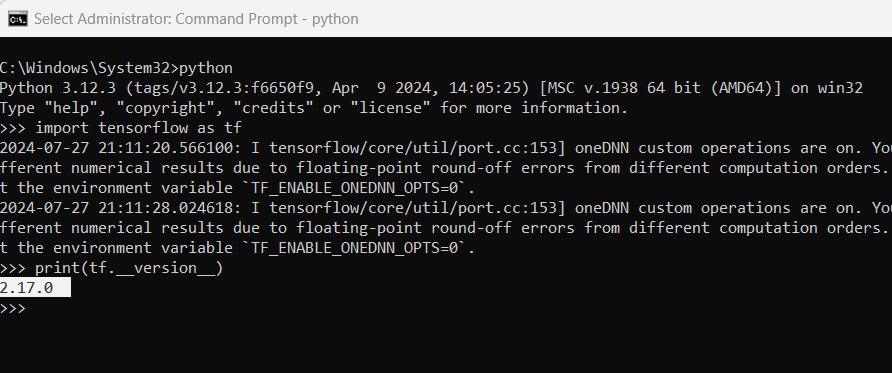 Select Administrator: Command Prompt - python
C:\Windows\System32>python
Python 3.12.3 (tags/v3.12.3:f6650f9, Apr  9 2024, 14:05:25) [MSC v.1938 64 bit (AMD64)] on win32
Type "help", "copyright", "credits" or "license" for more information.
>>> import tensorflow as tf
2024-07-27 21:11:20.566100: I tensorflow/core/util/port.cc:153] oneDNN custom operations are on. You
fferent numerical results due to floating-point round-off errors from different computation orders.
t the environment variable `TF_ENABLE_ONEDNN_OPTS=0`.
2024-07-27 21:11:28.024618: I tensorflow/core/util/port.cc:153] oneDNN custom operations are on. You
fferent numerical results due to floating-point round-off errors from different computation orders.
t the environment variable `TF_ENABLE_ONEDNN_OPTS=0`.
>>> print(tf.__version__)
2.17.0
>>>